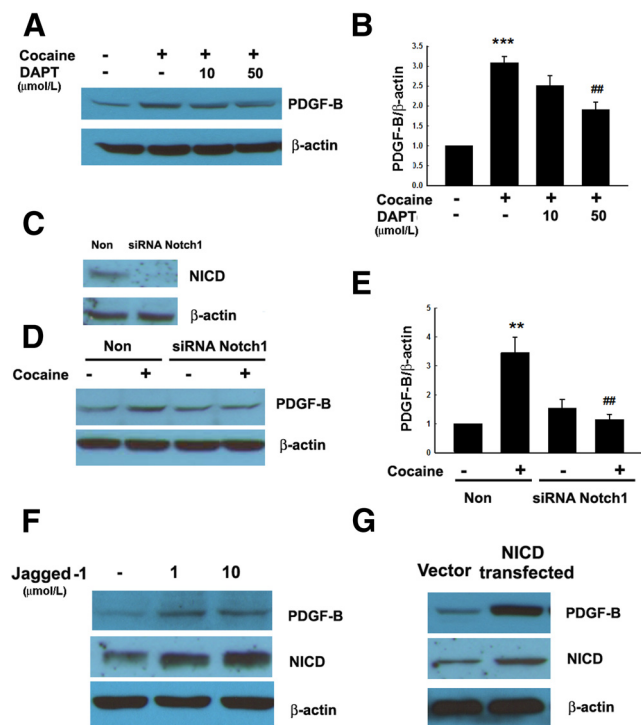 A
Cocaine - + + +
DAPT - - 10 50
(μmol/L)
PDGF-B
β-actin
B
PDGF-B/β-actin
3.5
3.0
2.5
2.0
1.5
1.0
0.5
0.0
***
##
Cocaine - + + +
DAPT - - 10 50
(μmol/L)
C
Non siRNA Notch1
NICD
β-actin
D
Non siRNA Notch1
Cocaine - + - +
PDGF-B
β-actin
E
PDGF-B/β-actin
5
4
3
2
1
0
**
##
Cocaine - + - +
Non siRNA Notch1
F
Jagged -1 - 1 10
(μmol/L)
PDGF-B
NICD
β-actin
G
NICD
Vector transfected
PDGF-B
NICD
β-actin